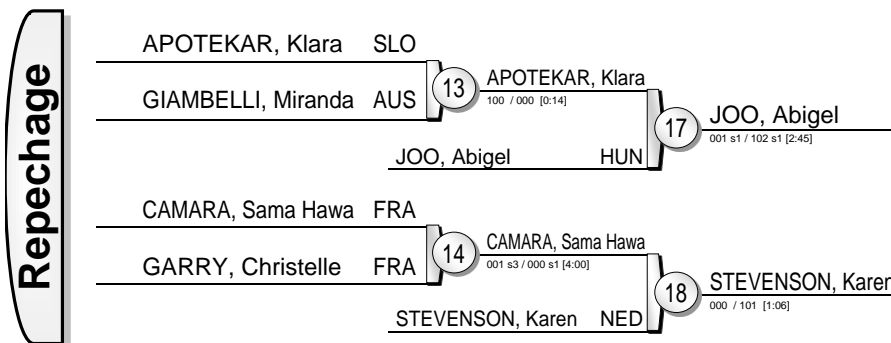 Repechage
APOTEKAR, Klara SLO
GIAMBELLI, Miranda AUS
13
APOTEKAR, Klara
100 / 000 [0:14]
JOO, Abigel HUN
17
JOO, Abigel
001 s1 / 102 s1 [2:45]
CAMARA, Sama Hawa FRA
GARRY, Christelle FRA
14
CAMARA, Sama Hawa
001 s3 / 000 s1 [4:00]
STEVENSON, Karen NED
18
STEVENSON, Karen
000 / 101 [1:06]